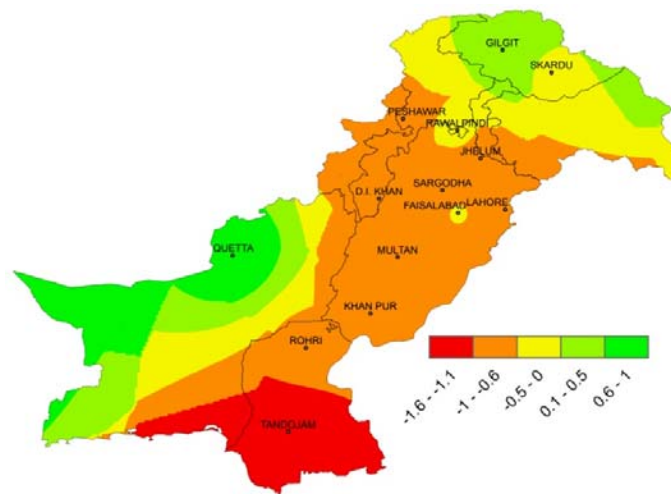 GILGIT
SKARDU
PESHAWAR
RAWALPINDI
JHELUM
SARGODHA
D.I. KHAN
FAISALABAD
LAHORE
QUETTA
MULTAN
KHAN PUR
ROHRI
TANDOJAM
-1.6 - -1.1
-1 - -0.6
-0.5 - 0
0.1 - 0.5
0.6 - 1